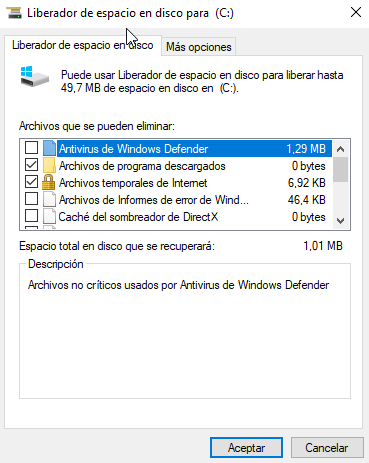 Liberador de espacio en disco para  (C:)
Liberador de espacio en disco
Más opciones
Puede usar Liberador de espacio en disco para liberar hasta
49,7 MB de espacio en disco en  (C:).
Archivos que se pueden eliminar:
Antivirus de Windows Defender 1,29 MB
Archivos de programa descargados 0 bytes
Archivos temporales de Internet 6,92 KB
Archivos de Informes de error de Wind... 46,4 KB
Caché del sombreador de DirectX 0 bytes
Espacio total en disco que se recuperará: 1,01 MB
Descripción
Archivos no críticos usados por Antivirus de Windows Defender
Aceptar
Cancelar